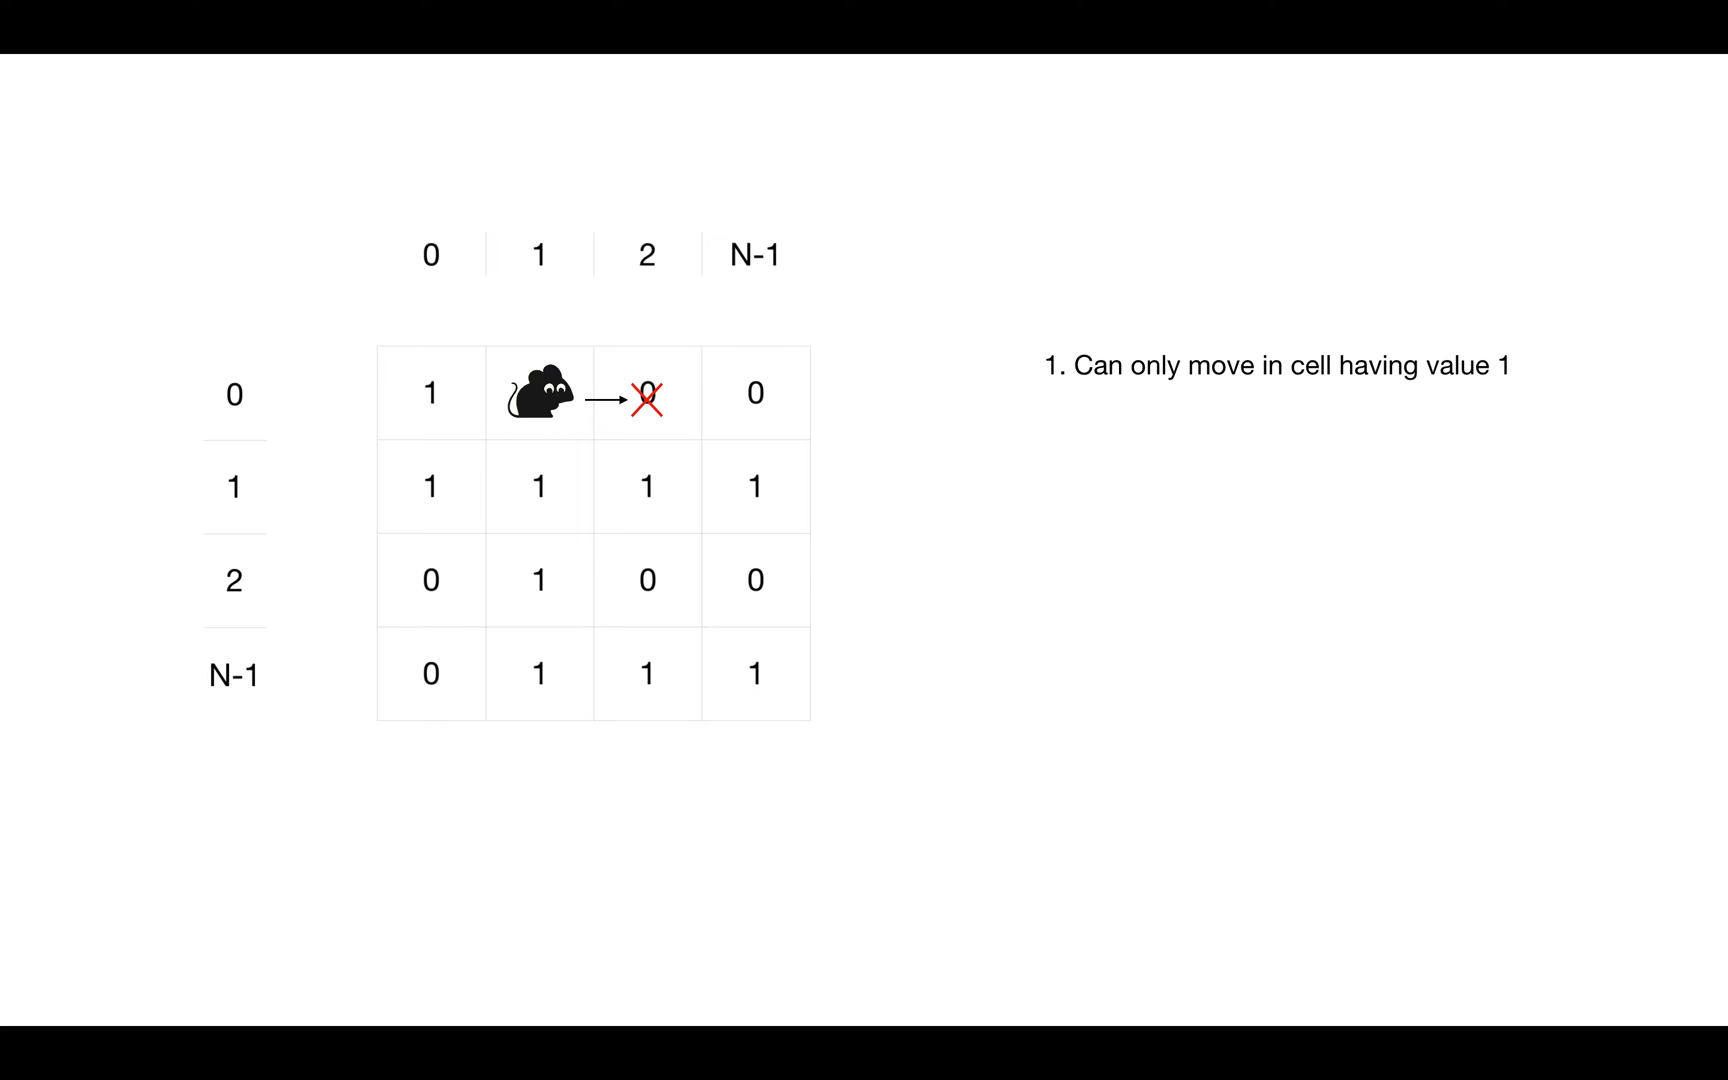 0 1 2 N-1
1. Can only move in cell having value 1
0 1 0 0
1 1 1 1 1
2 0 1 0 0
N-1 0 1 1 1